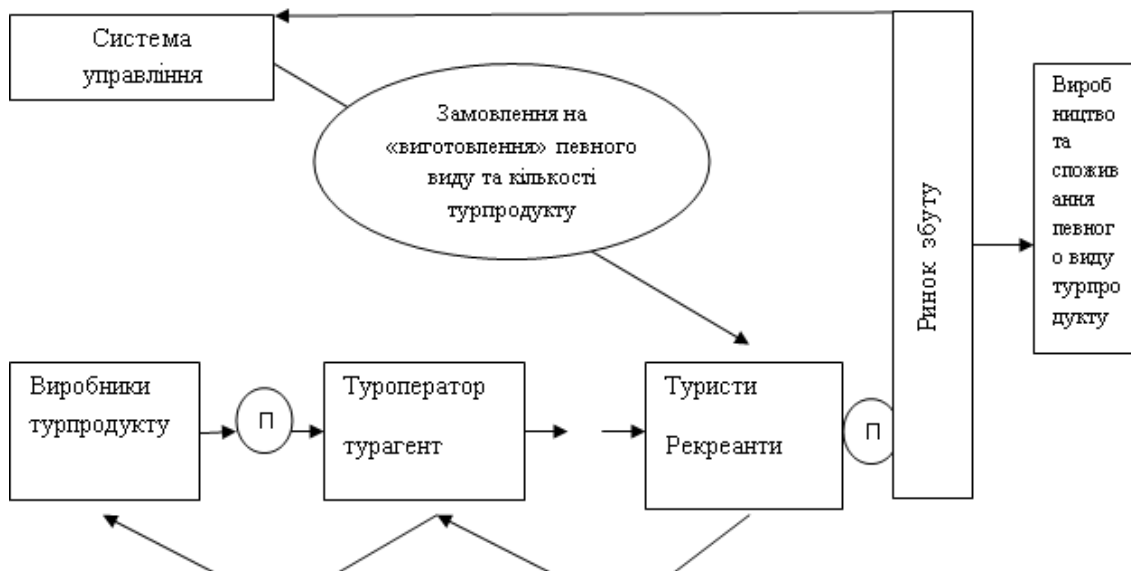 Система
управління
Замовлення на
«виготовлення» певного
виду та кількості
турпродукту
Ринок збуту
Вироб
ництво
та
спожив
ання
певног
о виду
турпро
дукту
Виробники
турпродукту
П
Туроператор
турагент
Туристи
Рекреанти
П